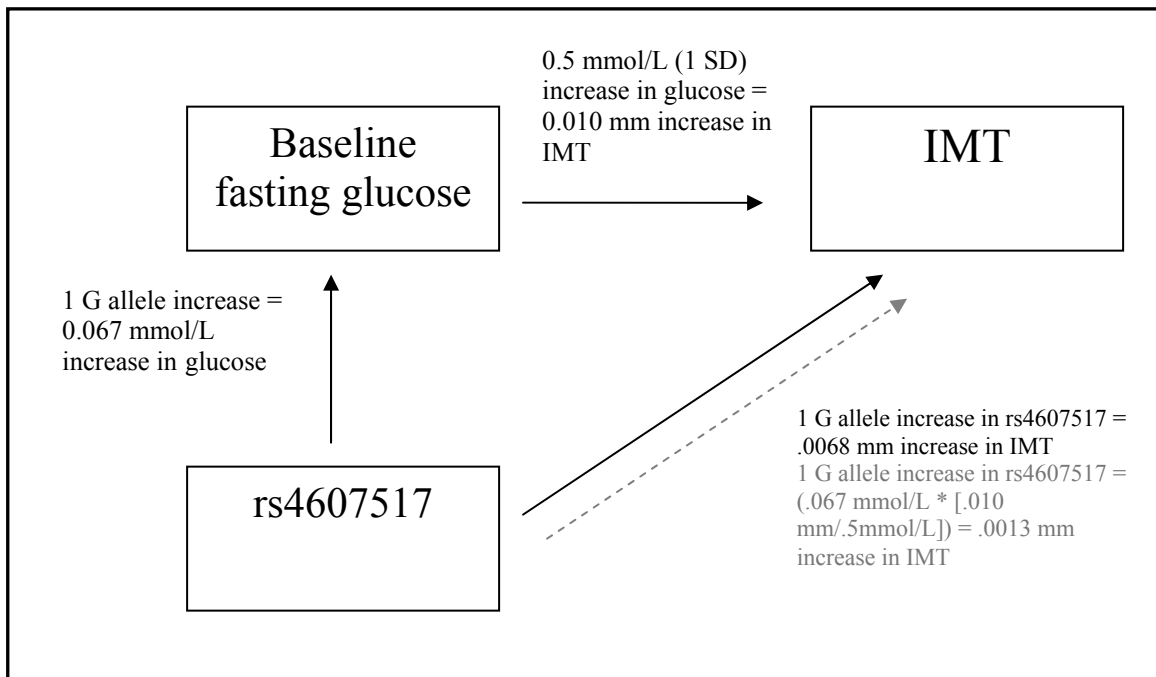 0.5 mmol/L (1 SD)
increase in glucose =
0.010 mm increase in
IMT
Baseline
fasting glucose
IMT
1 G allele increase =
0.067 mmol/L
increase in glucose
rs4607517
1 G allele increase in rs4607517 =
.0068 mm increase in IMT
1 G allele increase in rs4607517 =
(.067 mmol/L * [.010
mm/.5mmol/L]) = .0013 mm
increase in IMT